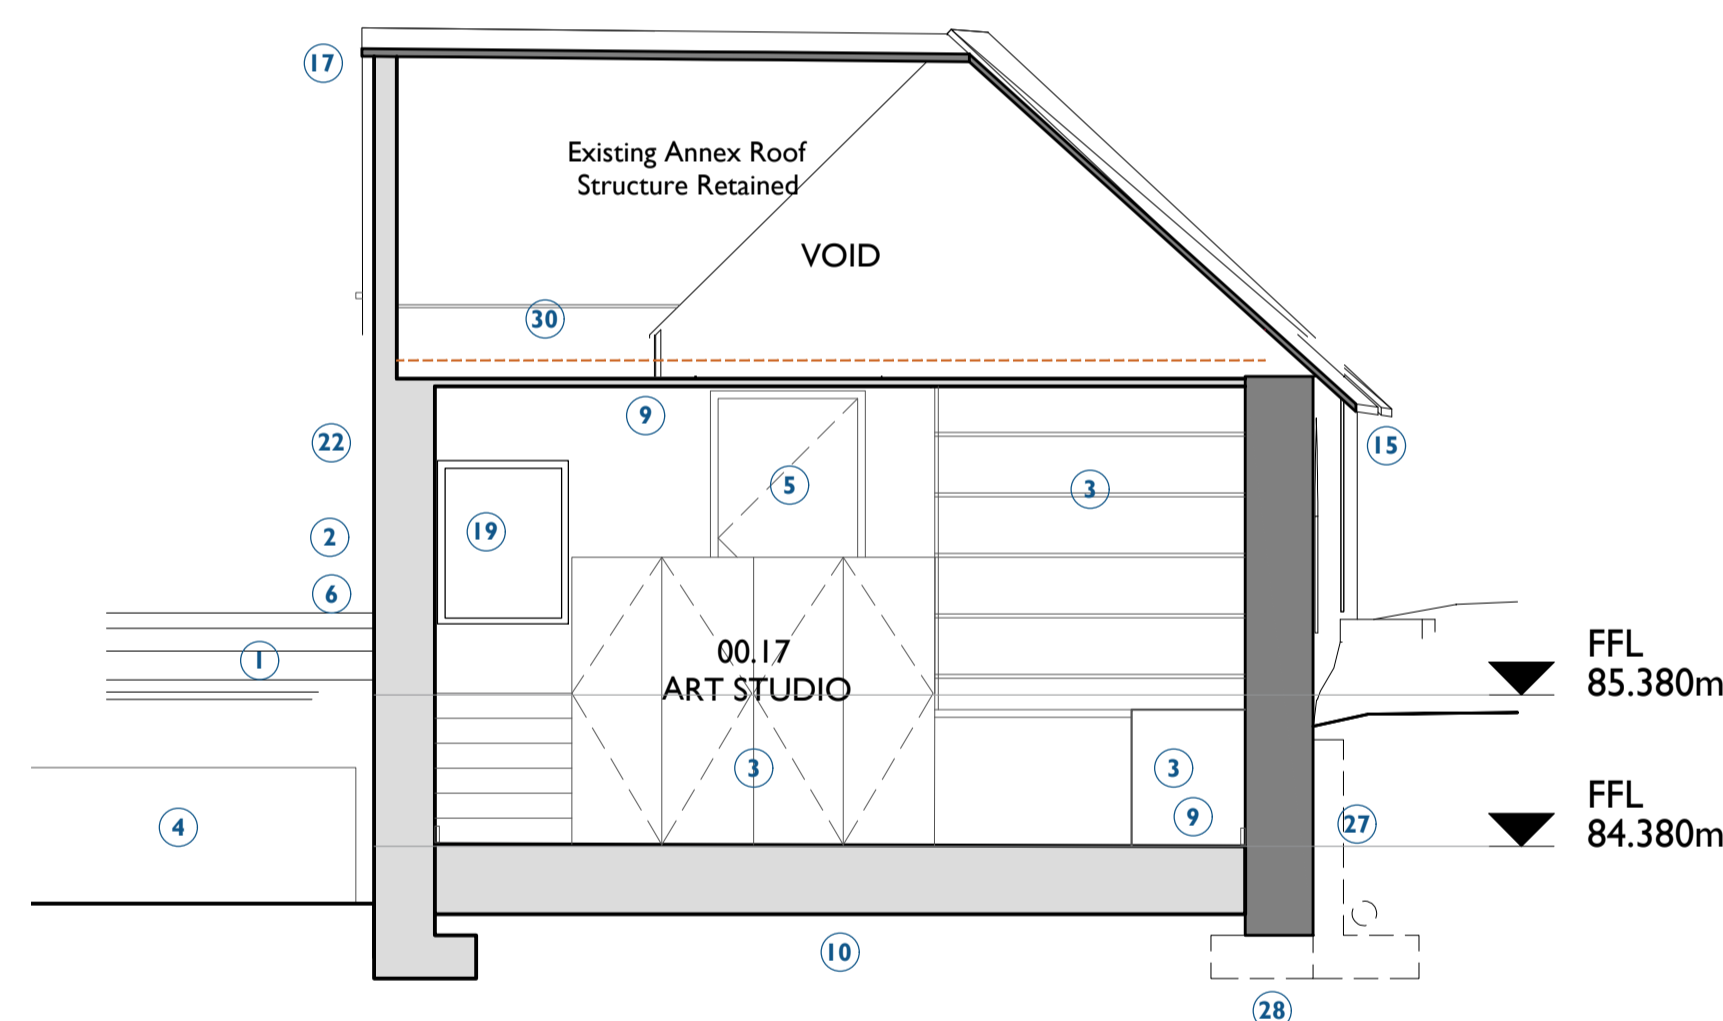 17
Existing Annex Roof
Structure Retained
VOID
30
9
22
15
5
3
19
2
6
1
00.17
ART STUDIO
FFL
85.380m
3
3
9
4
27
FFL
84.380m
10
28